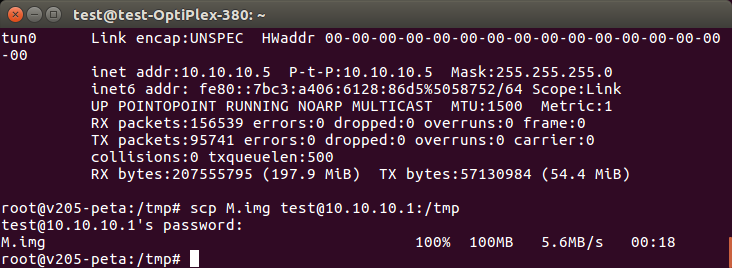 test@test-OptiPlex-380: ~
tun0      Link encap:UNSPEC  HWaddr 00-00-00-00-00-00-00-00-00-00-00-00-00-00-00
-00
          inet addr:10.10.10.5  P-t-P:10.10.10.5  Mask:255.255.255.0
          inet6 addr: fe80::7bc3:a406:6128:86d5%5058752/64 Scope:Link
          UP POINTOPOINT RUNNING NOARP MULTICAST  MTU:1500  Metric:1
          RX packets:156539 errors:0 dropped:0 overruns:0 frame:0
          TX packets:95741 errors:0 dropped:0 overruns:0 carrier:0
          collisions:0 txqueuelen:500
          RX bytes:207555795 (197.9 MiB)  TX bytes:57130984 (54.4 MiB)
root@v205-peta:/tmp# scp M.img test@10.10.10.1:/tmp
test@10.10.10.1's password:
M.img                                         100%  100MB   5.6MB/s   00:18
root@v205-peta:/tmp#